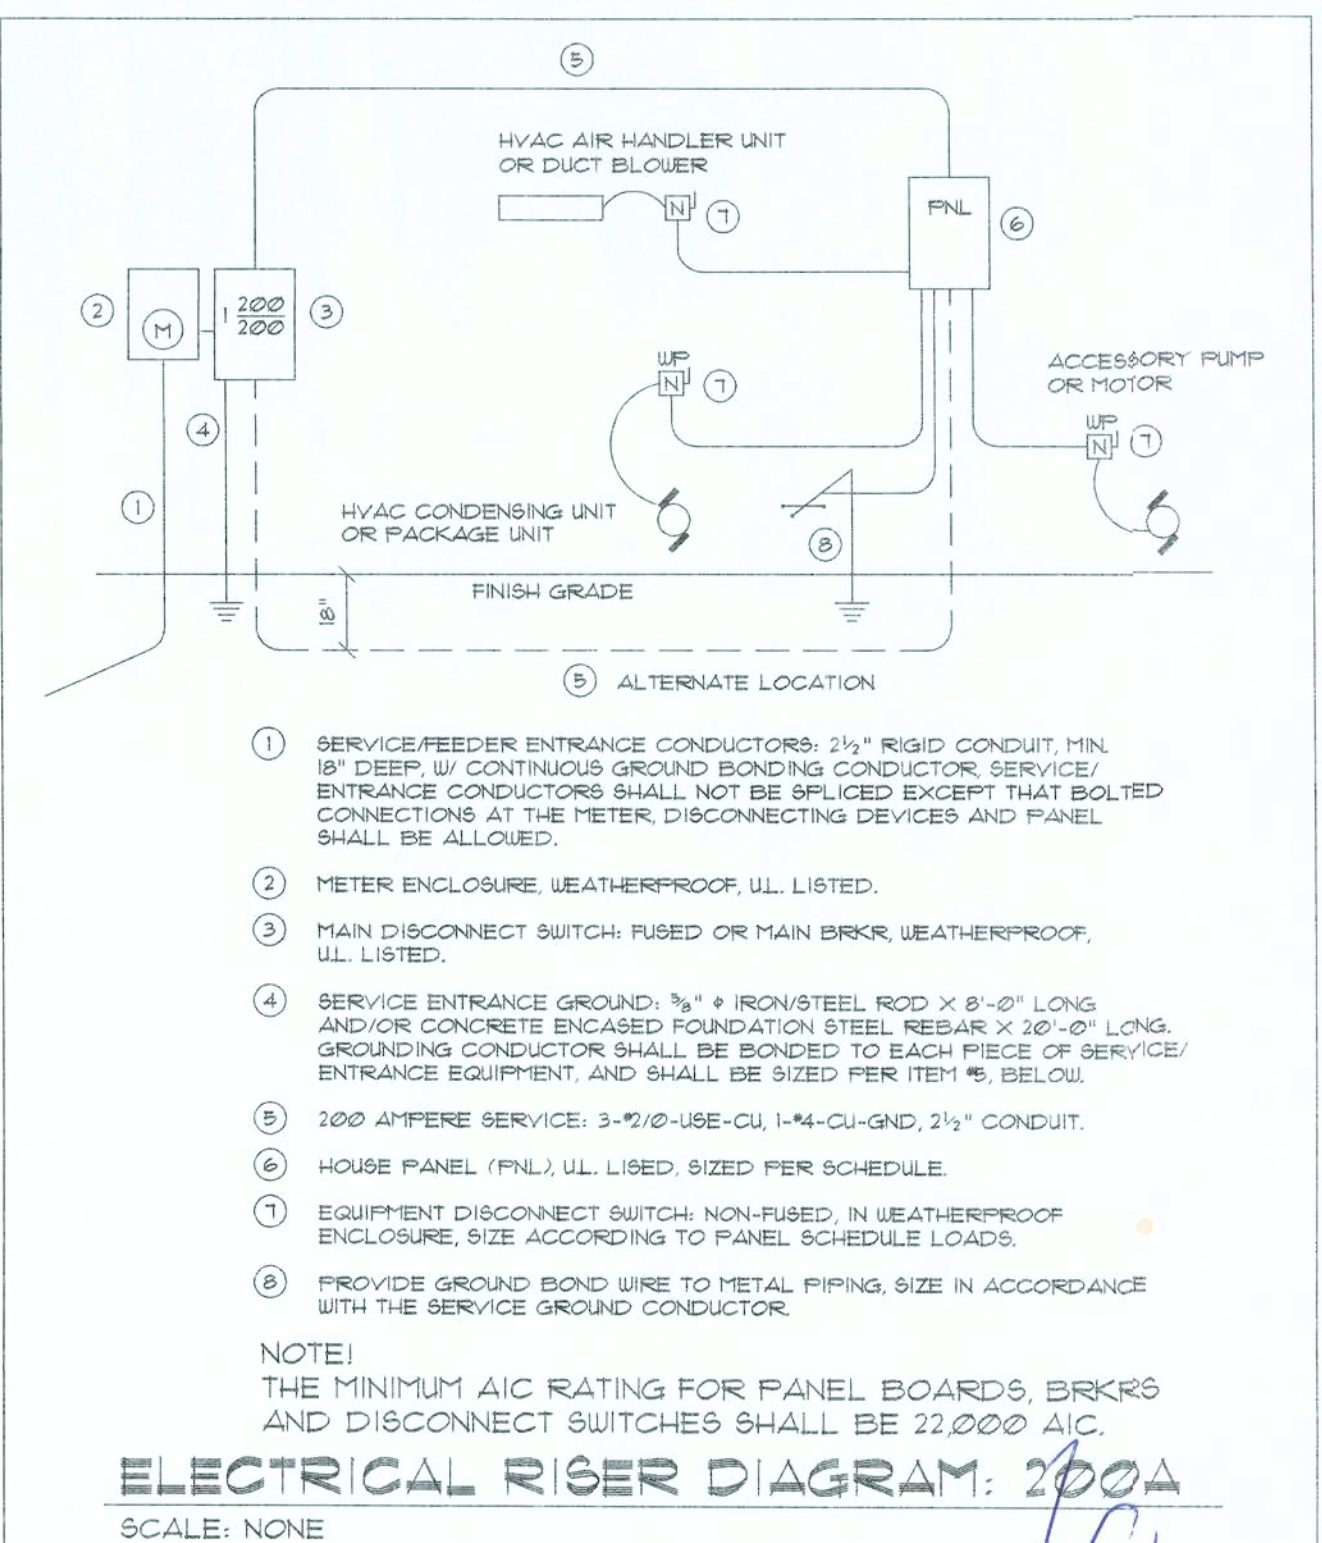 5
HVAC AIR HANDLER UNIT
OR DUCT BLOWER
N
7
PNL
6
2
M
1 200
200
3
WP
N
7
ACCESSORY PUMP
OR MOTOR
WP
N
7
4
1
HVAC CONDENSING UNIT
OR PACKAGE UNIT
8
FINISH GRADE
18"
5 ALTERNATE LOCATION
1 SERVICE/FEEDER ENTRANCE CONDUCTORS: 2½" RIGID CONDUIT, MIN.
18" DEEP, W/ CONTINUOUS GROUND BONDING CONDUCTOR, SERVICE/
ENTRANCE CONDUCTORS SHALL NOT BE SPLICED EXCEPT THAT BOLTED
CONNECTIONS AT THE METER, DISCONNECTING DEVICES AND PANEL
SHALL BE ALLOWED.
2 METER ENCLOSURE, WEATHERPROOF, U.L. LISTED.
3 MAIN DISCONNECT SWITCH: FUSED OR MAIN BRKR, WEATHERPROOF,
U.L. LISTED.
4 SERVICE ENTRANCE GROUND: ⅝" ϕ IRON/STEEL ROD X 8'-0" LONG
AND/OR CONCRETE ENCASED FOUNDATION STEEL REBAR X 20'-0" LONG.
GROUNDING CONDUCTOR SHALL BE BONDED TO EACH PIECE OF SERVICE/
ENTRANCE EQUIPMENT, AND SHALL BE SIZED PER ITEM #5, BELOW.
5 200 AMPERE SERVICE: 3-#2/0-USE-CU, 1-#4-CU-GND, 2½" CONDUIT.
6 HOUSE PANEL (PNL), U.L. LISED, SIZED PER SCHEDULE.
7 EQUIPMENT DISCONNECT SWITCH: NON-FUSED, IN WEATHERPROOF
ENCLOSURE, SIZE ACCORDING TO PANEL SCHEDULE LOADS.
8 PROVIDE GROUND BOND WIRE TO METAL PIPING, SIZE IN ACCORDANCE
WITH THE SERVICE GROUND CONDUCTOR.
NOTE!
THE MINIMUM AIC RATING FOR PANEL BOARDS, BRKRS
AND DISCONNECT SWITCHES SHALL BE 22,000 AIC.
ELECTRICAL RISER DIAGRAM: 200A
SCALE: NONE